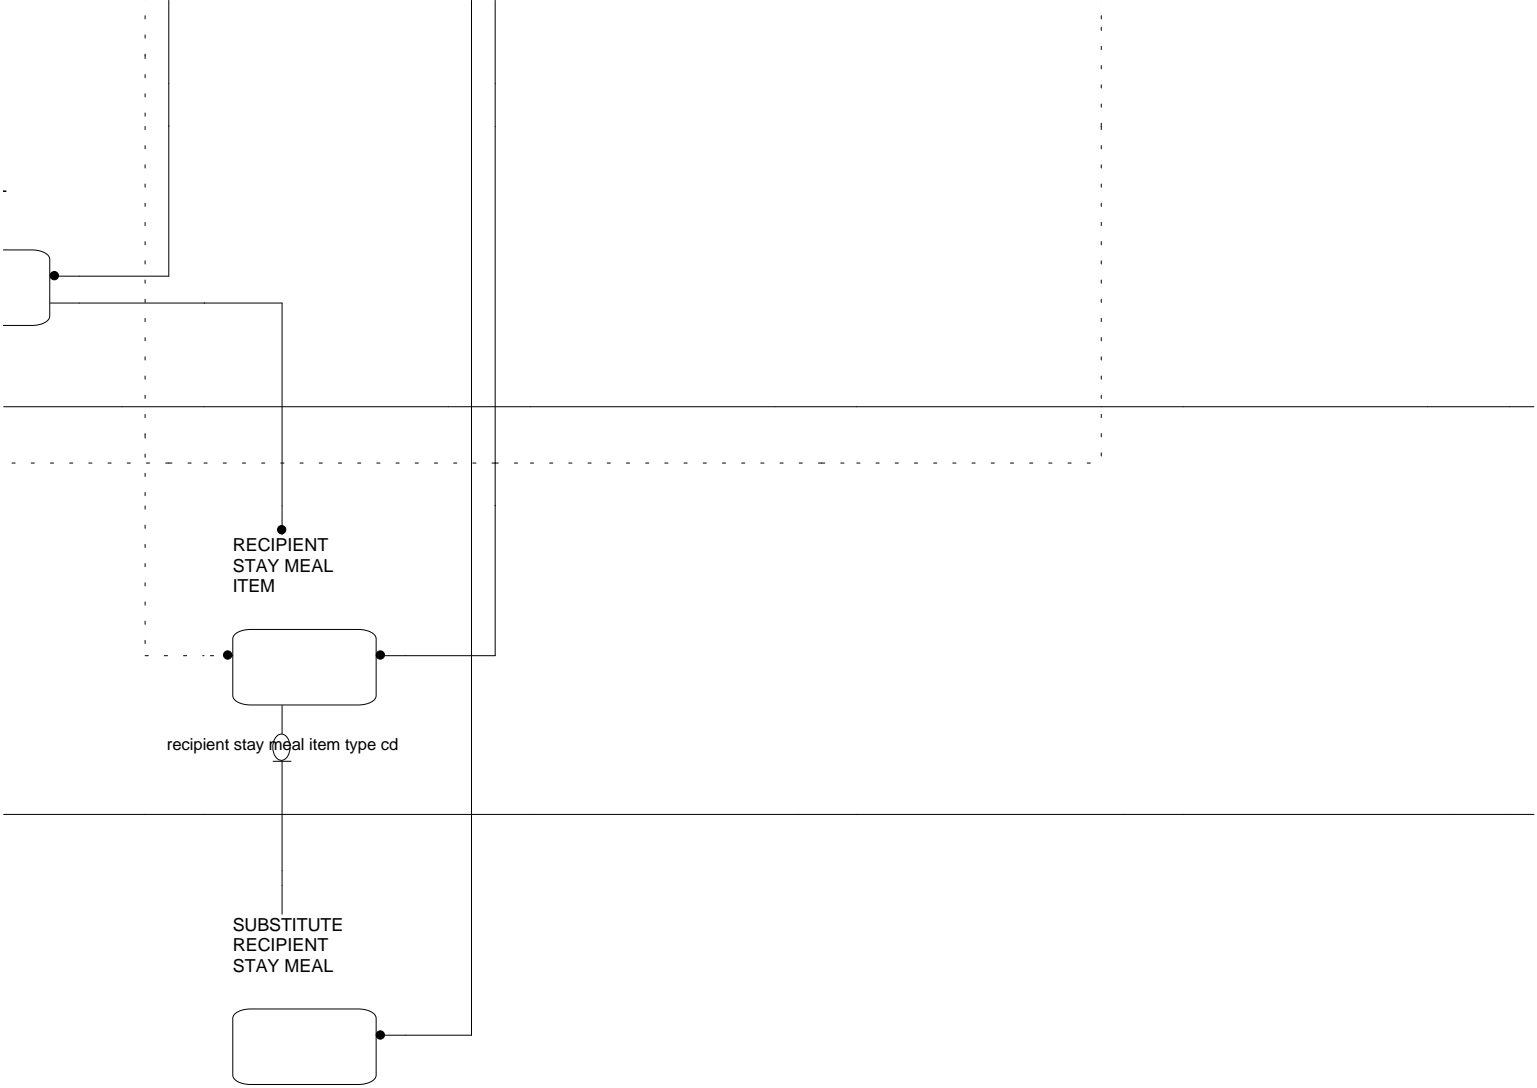 RECIPIENT
STAY MEAL
ITEM
recipient stay meal item type cd
SUBSTITUTE
RECIPIENT
STAY MEAL